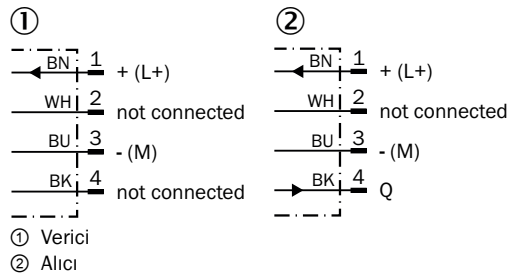 ① ②
BN 1 + (L+)
WH 2 not connected
BU 3 - (M)
BK 4 not connected
BN 1 + (L+)
WH 2 not connected
BU 3 - (M)
BK 4 Q
① Verici
② Alıcı